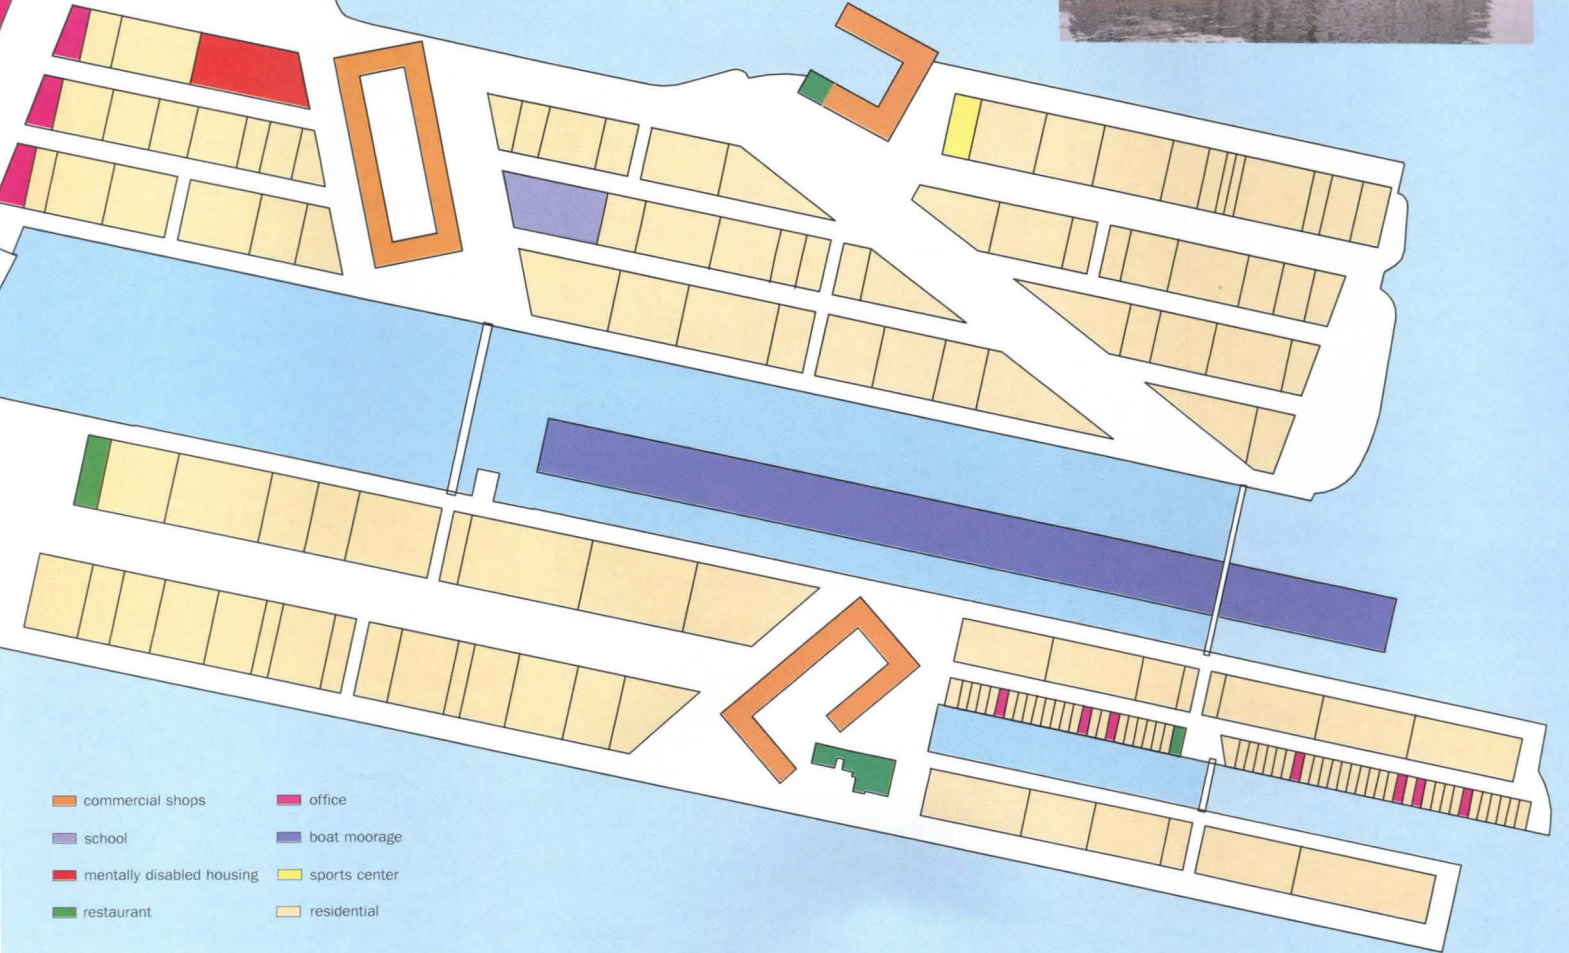 commercial shops
office
school
boat moorage
mentally disabled housing
sports center
restaurant
residential